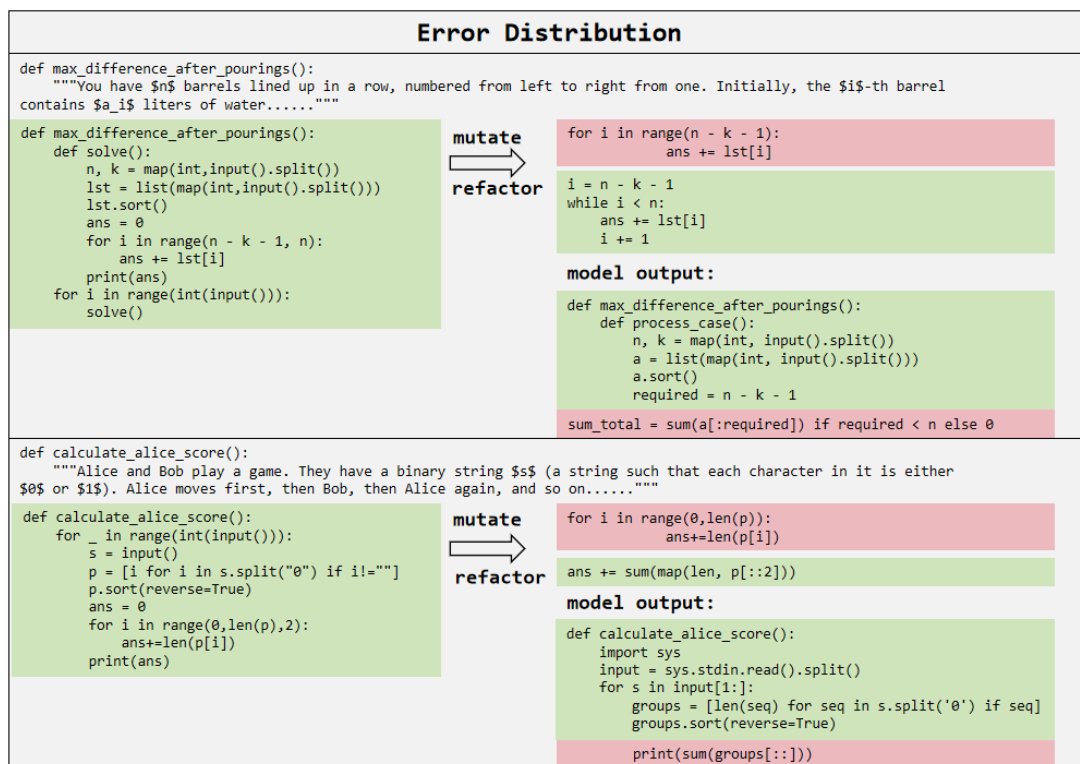 Error Distribution
def max_difference_after_pourings():
    """You have $n$ barrels lined up in a row, numbered from left to right from one. Initially, the $i$-th barrel
contains $a_i$ liters of water......"""
def max_difference_after_pourings():
    def solve():
        n, k = map(int,input().split())
        lst = list(map(int,input().split()))
        lst.sort()
        ans = 0
        for i in range(n - k - 1, n):
            ans += lst[i]
        print(ans)
    for i in range(int(input())):
        solve()
mutate
refactor
for i in range(n - k - 1):
            ans += lst[i]
i = n - k - 1
while i < n:
    ans += lst[i]
    i += 1
model output:
def max_difference_after_pourings():
    def process_case():
        n, k = map(int, input().split())
        a = list(map(int, input().split()))
        a.sort()
        required = n - k - 1
sum_total = sum(a[:required]) if required < n else 0
def calculate_alice_score():
    """Alice and Bob play a game. They have a binary string $s$ (a string such that each character in it is either
$0$ or $1$). Alice moves first, then Bob, then Alice again, and so on......"""
def calculate_alice_score():
    for _ in range(int(input())):
        s = input()
        p = [i for i in s.split("0") if i!=""]
        p.sort(reverse=True)
        ans = 0
        for i in range(0,len(p),2):
            ans+=len(p[i])
        print(ans)
mutate
refactor
for i in range(0,len(p)):
            ans+=len(p[i])
ans += sum(map(len, p[::2]))
model output:
def calculate_alice_score():
    import sys
    input = sys.stdin.read().split()
    for s in input[1:]:
        groups = [len(seq) for seq in s.split('0') if seq]
        groups.sort(reverse=True)
        print(sum(groups[::]))